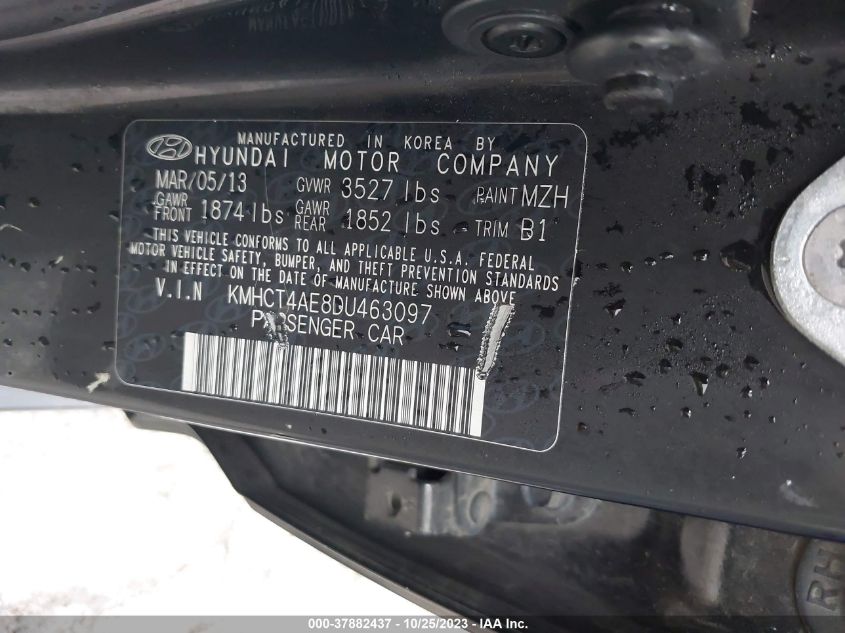 MANUFACTURED IN KOREA BY
HYUNDAI MOTOR COMPANY
MAR/05/13 GVWR 3527 lbs PAINT MZH
GAWR FRONT 1874 lbs GAWR REAR 1852 lbs TRIM B1
THIS VEHICLE CONFORMS TO ALL APPLICABLE U.S.A. FEDERAL
MOTOR VEHICLE SAFETY, BUMPER, AND THEFT PREVENTION STANDARDS
IN EFFECT ON THE DATE OF MANUFACTURE SHOWN ABOVE
V.I.N KMHCT4AE8DU463097
PASSENGER CAR
RH
000-37882437 - 10/25/2023 - IAA Inc.